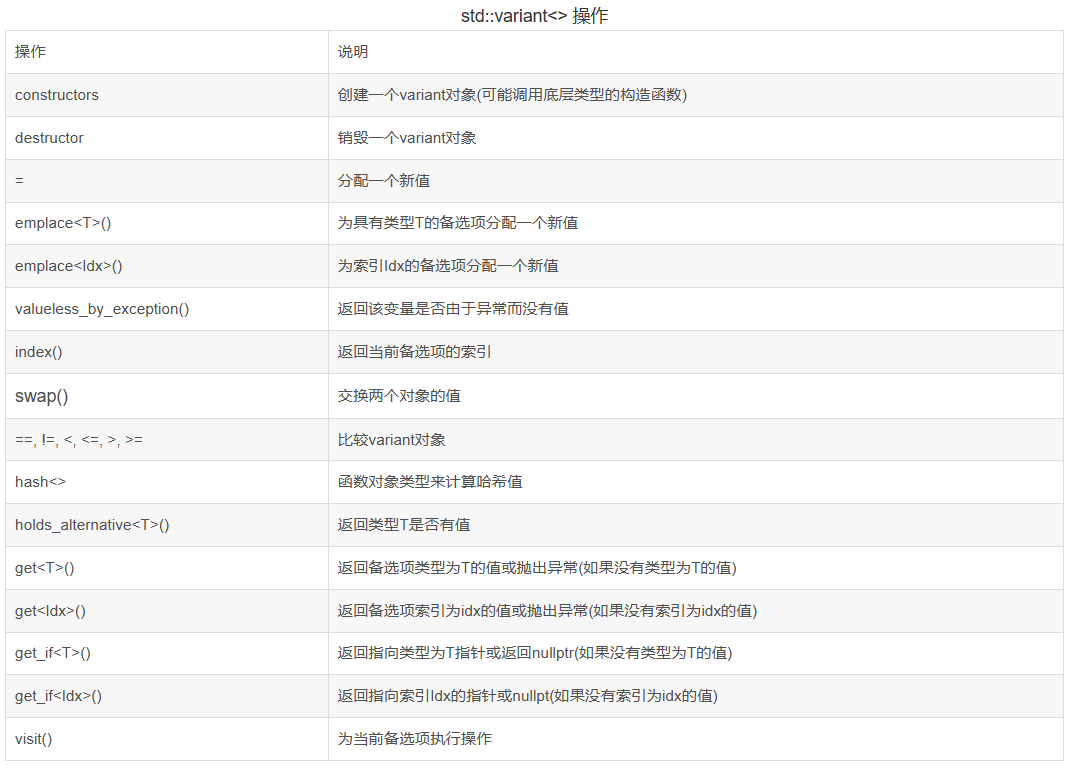 std::variant<> 操作
操作 说明
constructors 创建一个variant对象(可能调用底层类型的构造函数)
destructor 销毁一个variant对象
= 分配一个新值
emplace<T>() 为具有类型T的备选项分配一个新值
emplace<Idx>() 为索引Idx的备选项分配一个新值
valueless_by_exception() 返回该变量是否由于异常而没有值
index() 返回当前备选项的索引
swap() 交换两个对象的值
==, !=, <, <=, >, >= 比较variant对象
hash<> 函数对象类型来计算哈希值
holds_alternative<T>() 返回类型T是否有值
get<T>() 返回备选项类型为T的值或抛出异常(如果没有类型为T的值)
get<Idx>() 返回备选项索引为idx的值或抛出异常(如果没有索引为idx的值)
get_if<T>() 返回指向类型为T指针或返回nullptr(如果没有类型为T的值)
get_if<Idx>() 返回指向索引Idx的指针或nullpt(如果没有索引为idx的值)
visit() 为当前备选项执行操作